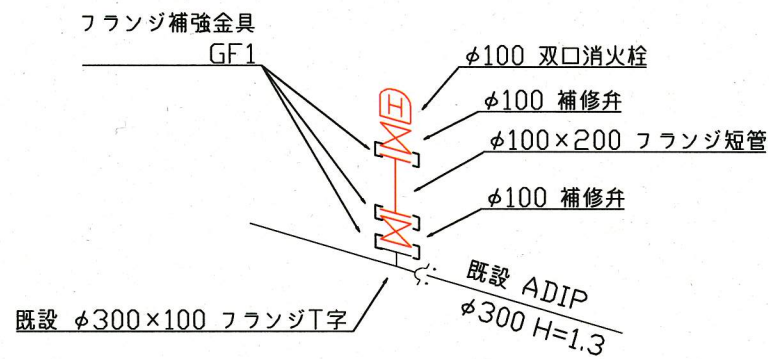 フランジ補強金具
GF1
φ100 双口消火栓
φ100 補修弁
φ100×200 フランジ短管
φ100 補修弁
H
既設 ADIP
φ300 H=1.3
既設 φ300×100 フランジT字